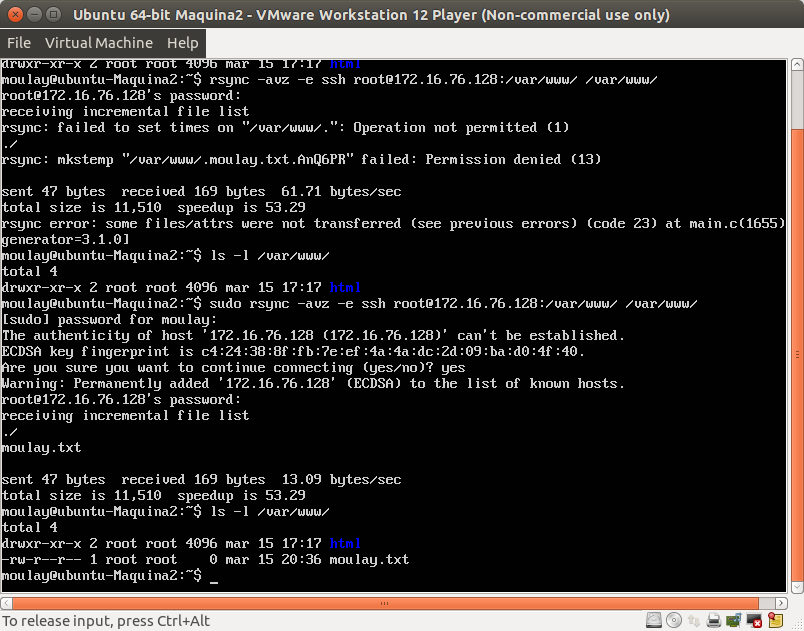 Ubuntu 64-bit Maquina2 - VMware Workstation 12 Player (Non-commercial use only)
File Virtual Machine Help
drwxr-xr-x 2 root root 4096 mar 15 17:17 html
moulay@ubuntu-Maquina2:~$ rsync -avz -e ssh root@172.16.76.128:/var/www/ /var/www/
root@172.16.76.128's password:
receiving incremental file list
rsync: failed to set times on "/var/www/.": Operation not permitted (1)
./
rsync: mkstemp "/var/www/.moulay.txt.AnQ6PR" failed: Permission denied (13)
sent 47 bytes  received 169 bytes  61.71 bytes/sec
total size is 11,510  speedup is 53.29
rsync error: some files/attrs were not transferred (see previous errors) (code 23) at main.c(1655)
generator=3.1.0]
moulay@ubuntu-Maquina2:~$ ls -l /var/www/
total 4
drwxr-xr-x 2 root root 4096 mar 15 17:17 html
moulay@ubuntu-Maquina2:~$ sudo rsync -avz -e ssh root@172.16.76.128:/var/www/ /var/www/
[sudo] password for moulay:
The authenticity of host '172.16.76.128 (172.16.76.128)' can't be established.
ECDSA key fingerprint is c4:24:38:8f:fb:7e:ef:4a:4a:dc:2d:09:ba:d0:4f:40.
Are you sure you want to continue connecting (yes/no)? yes
Warning: Permanently added '172.16.76.128' (ECDSA) to the list of known hosts.
root@172.16.76.128's password:
receiving incremental file list
./
moulay.txt
sent 47 bytes  received 169 bytes  13.09 bytes/sec
total size is 11,510  speedup is 53.29
moulay@ubuntu-Maquina2:~$ ls -l /var/www/
total 4
drwxr-xr-x 2 root root 4096 mar 15 17:17 html
-rw-r--r-- 1 root root    0 mar 15 20:36 moulay.txt
moulay@ubuntu-Maquina2:~$ _
To release input, press Ctrl+Alt